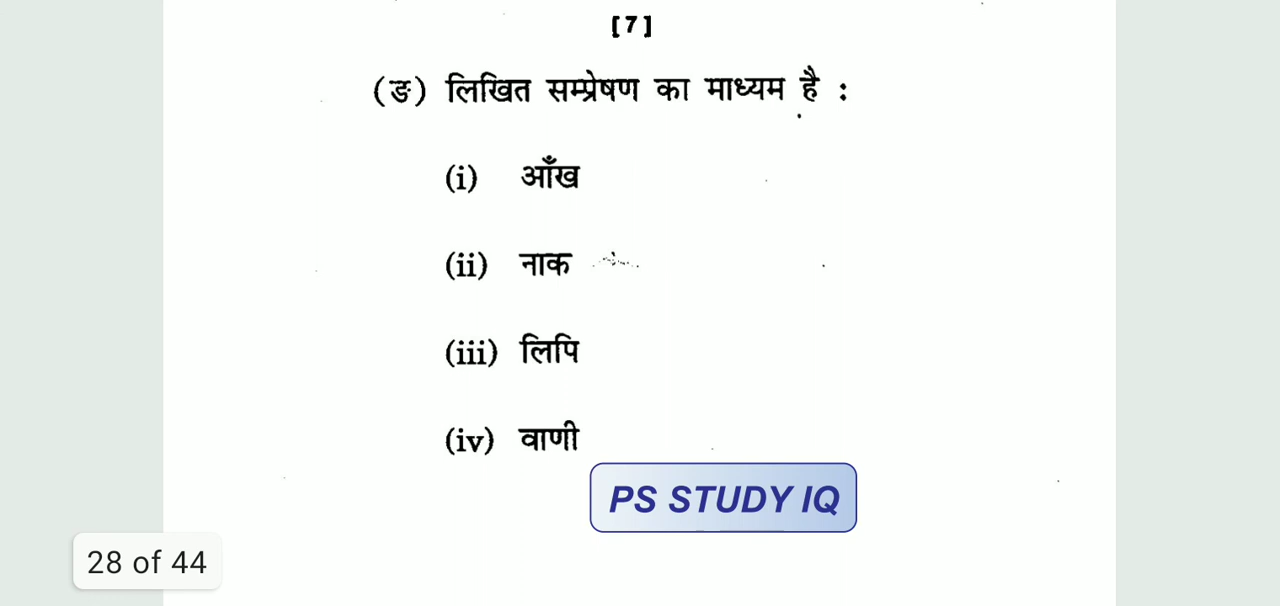 [7]
(ङ) लिखित सम्प्रेषण का माध्यम है :
(i) आँख
(ii) नाक
(iii) लिपि
(iv) वाणी
PS STUDY IQ
28 of 44